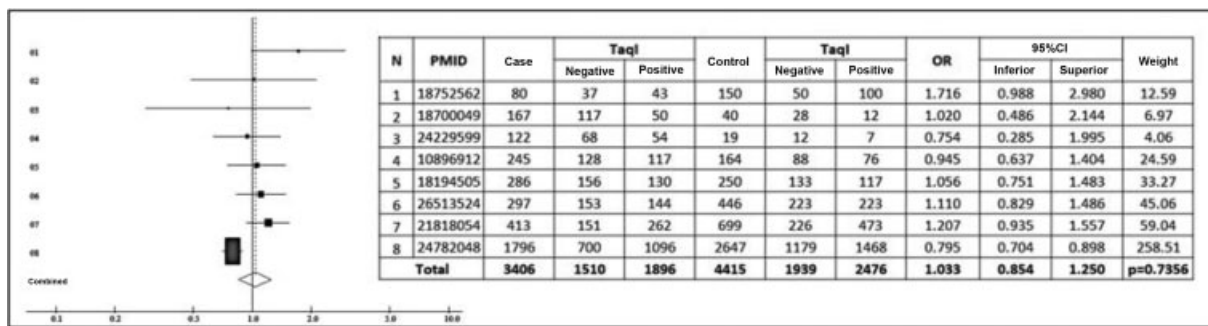 01
02
03
04
05
06
07
08
Combined
0.1 0.2 1.0 2.0 3.0 10.0
N PMID Case TaqI Control TaqI OR 95%CI Weight
Negative Positive Negative Positive Inferior Superior
1 18752562 80 37 43 150 50 100 1.716 0.988 2.980 12.59
2 18700049 167 117 50 40 28 12 1.020 0.486 2.144 6.97
3 24229599 122 68 54 19 12 7 0.754 0.285 1.995 4.06
4 10896912 245 128 117 164 88 76 0.945 0.637 1.404 24.59
5 18194505 286 156 130 250 133 117 1.056 0.751 1.483 33.27
6 26513524 297 153 144 446 223 223 1.110 0.829 1.486 45.06
7 21818054 413 151 262 699 226 473 1.207 0.935 1.557 59.04
8 24782048 1796 700 1096 2647 1179 1468 0.795 0.704 0.898 258.51
Total 3406 1510 1896 4415 1939 2476 1.033 0.854 1.250 p=0.7356